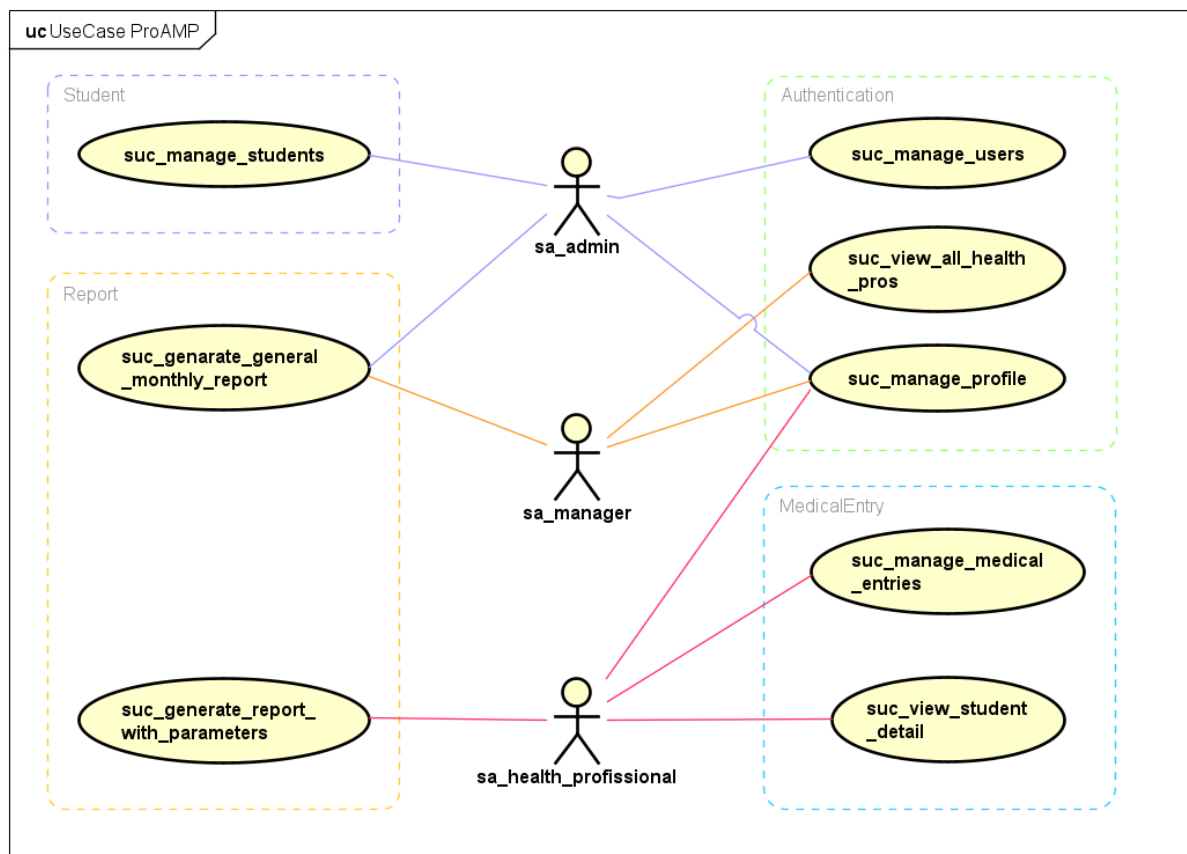 uc UseCase ProAMP
Student
suc_manage_students
Report
suc_genarate_general
_monthly_report
suc_generate_report_
with_parameters
sa_admin
sa_manager
sa_health_profissional
Authentication
suc_manage_users
suc_view_all_health
_pros
suc_manage_profile
MedicalEntry
suc_manage_medical
_entries
suc_view_student
_detail